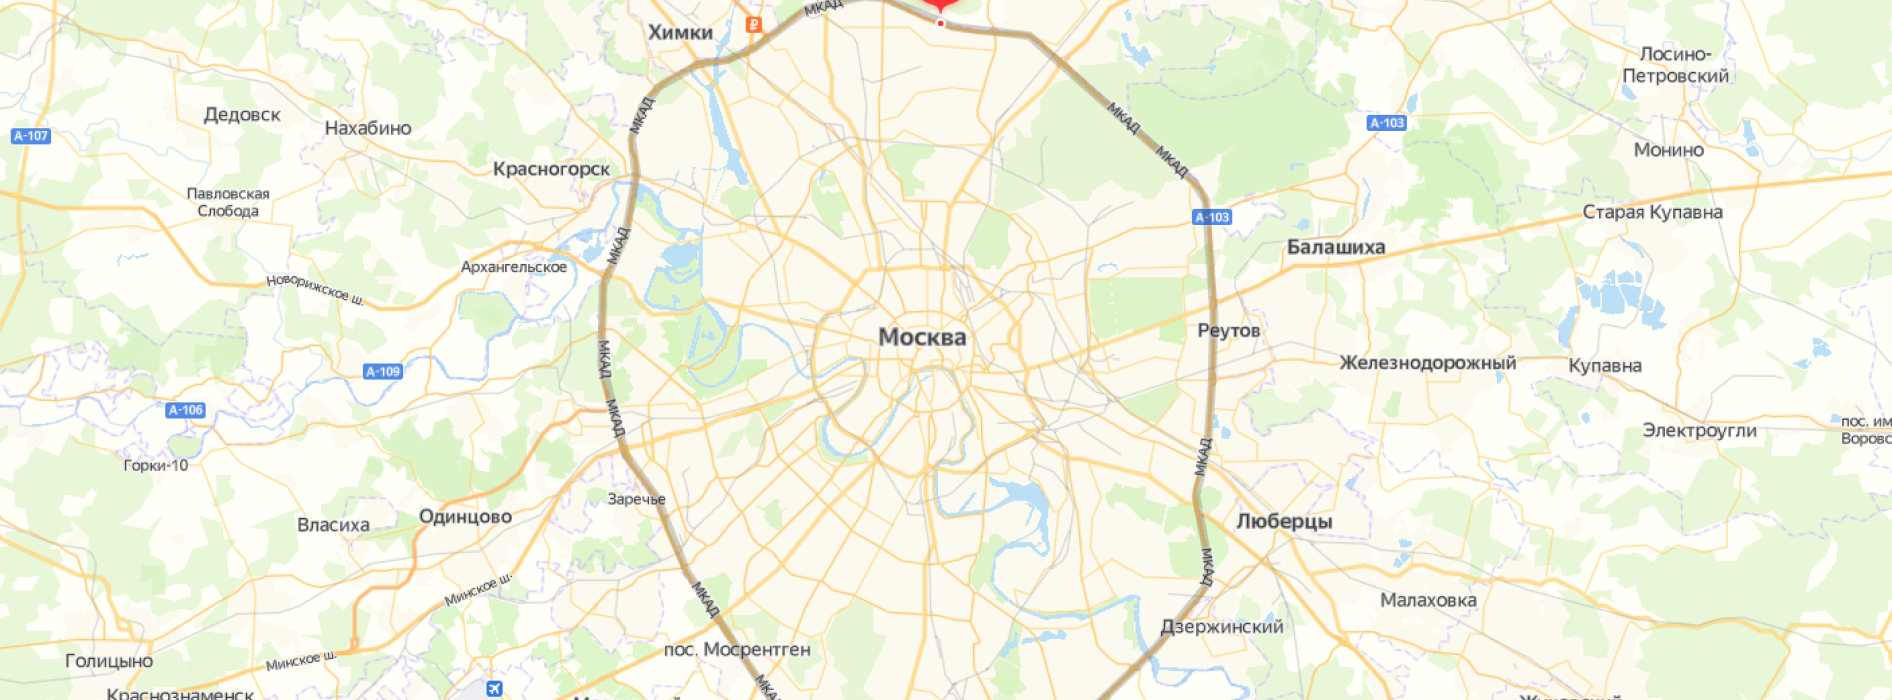 МКАД
Химки
₽
Лосино-
Петровский
Дедовск
Нахабино
МКАД
МКАД
А-103
А-107
Красногорск
МКАД
Монино
Павловская
Слобода
А-103
Старая Купавна
МКАД
Балашиха
Архангельское
Новорижское ш.
Москва
Реутов
МКАД
Железнодорожный
Купавна
А-109
А-106
МКАД
пос. им
Электроугли
Горки-10
МКАД
Заречье
Власиха
Одинцово
Люберцы
МКАД
Минское ш.
МКАД
Малаховка
Дзержинский
пос. Мосрентген
Голицыно
Минское ш.
Краснознаменск